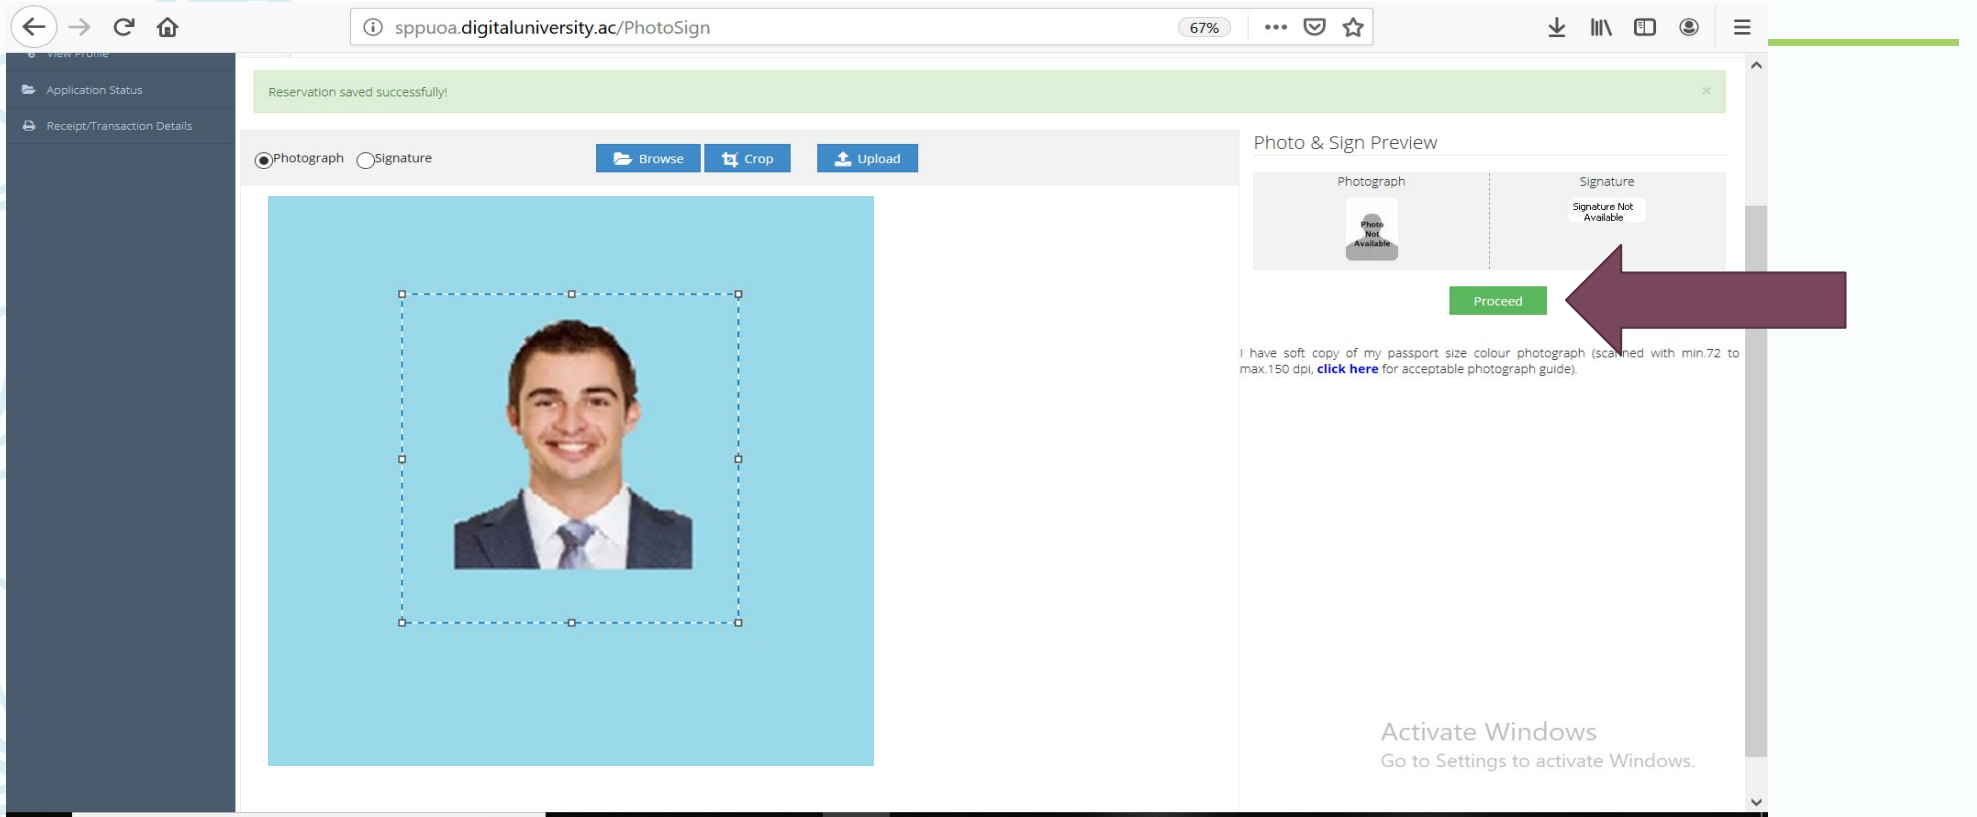 sppuoa.digitaluniversity.ac/PhotoSign
67%
View Profile
Application Status
Receipt/Transaction Details
Reservation saved successfully!
×
Photograph Signature
Browse
Crop
Upload
Photo & Sign Preview
Photograph
Photo
Not
Available
Signature
Signature Not
Available
Proceed
I have soft copy of my passport size colour photograph (scanned with min.72 to
max.150 dpi, click here for acceptable photograph guide).
Activate Windows
Go to Settings to activate Windows.